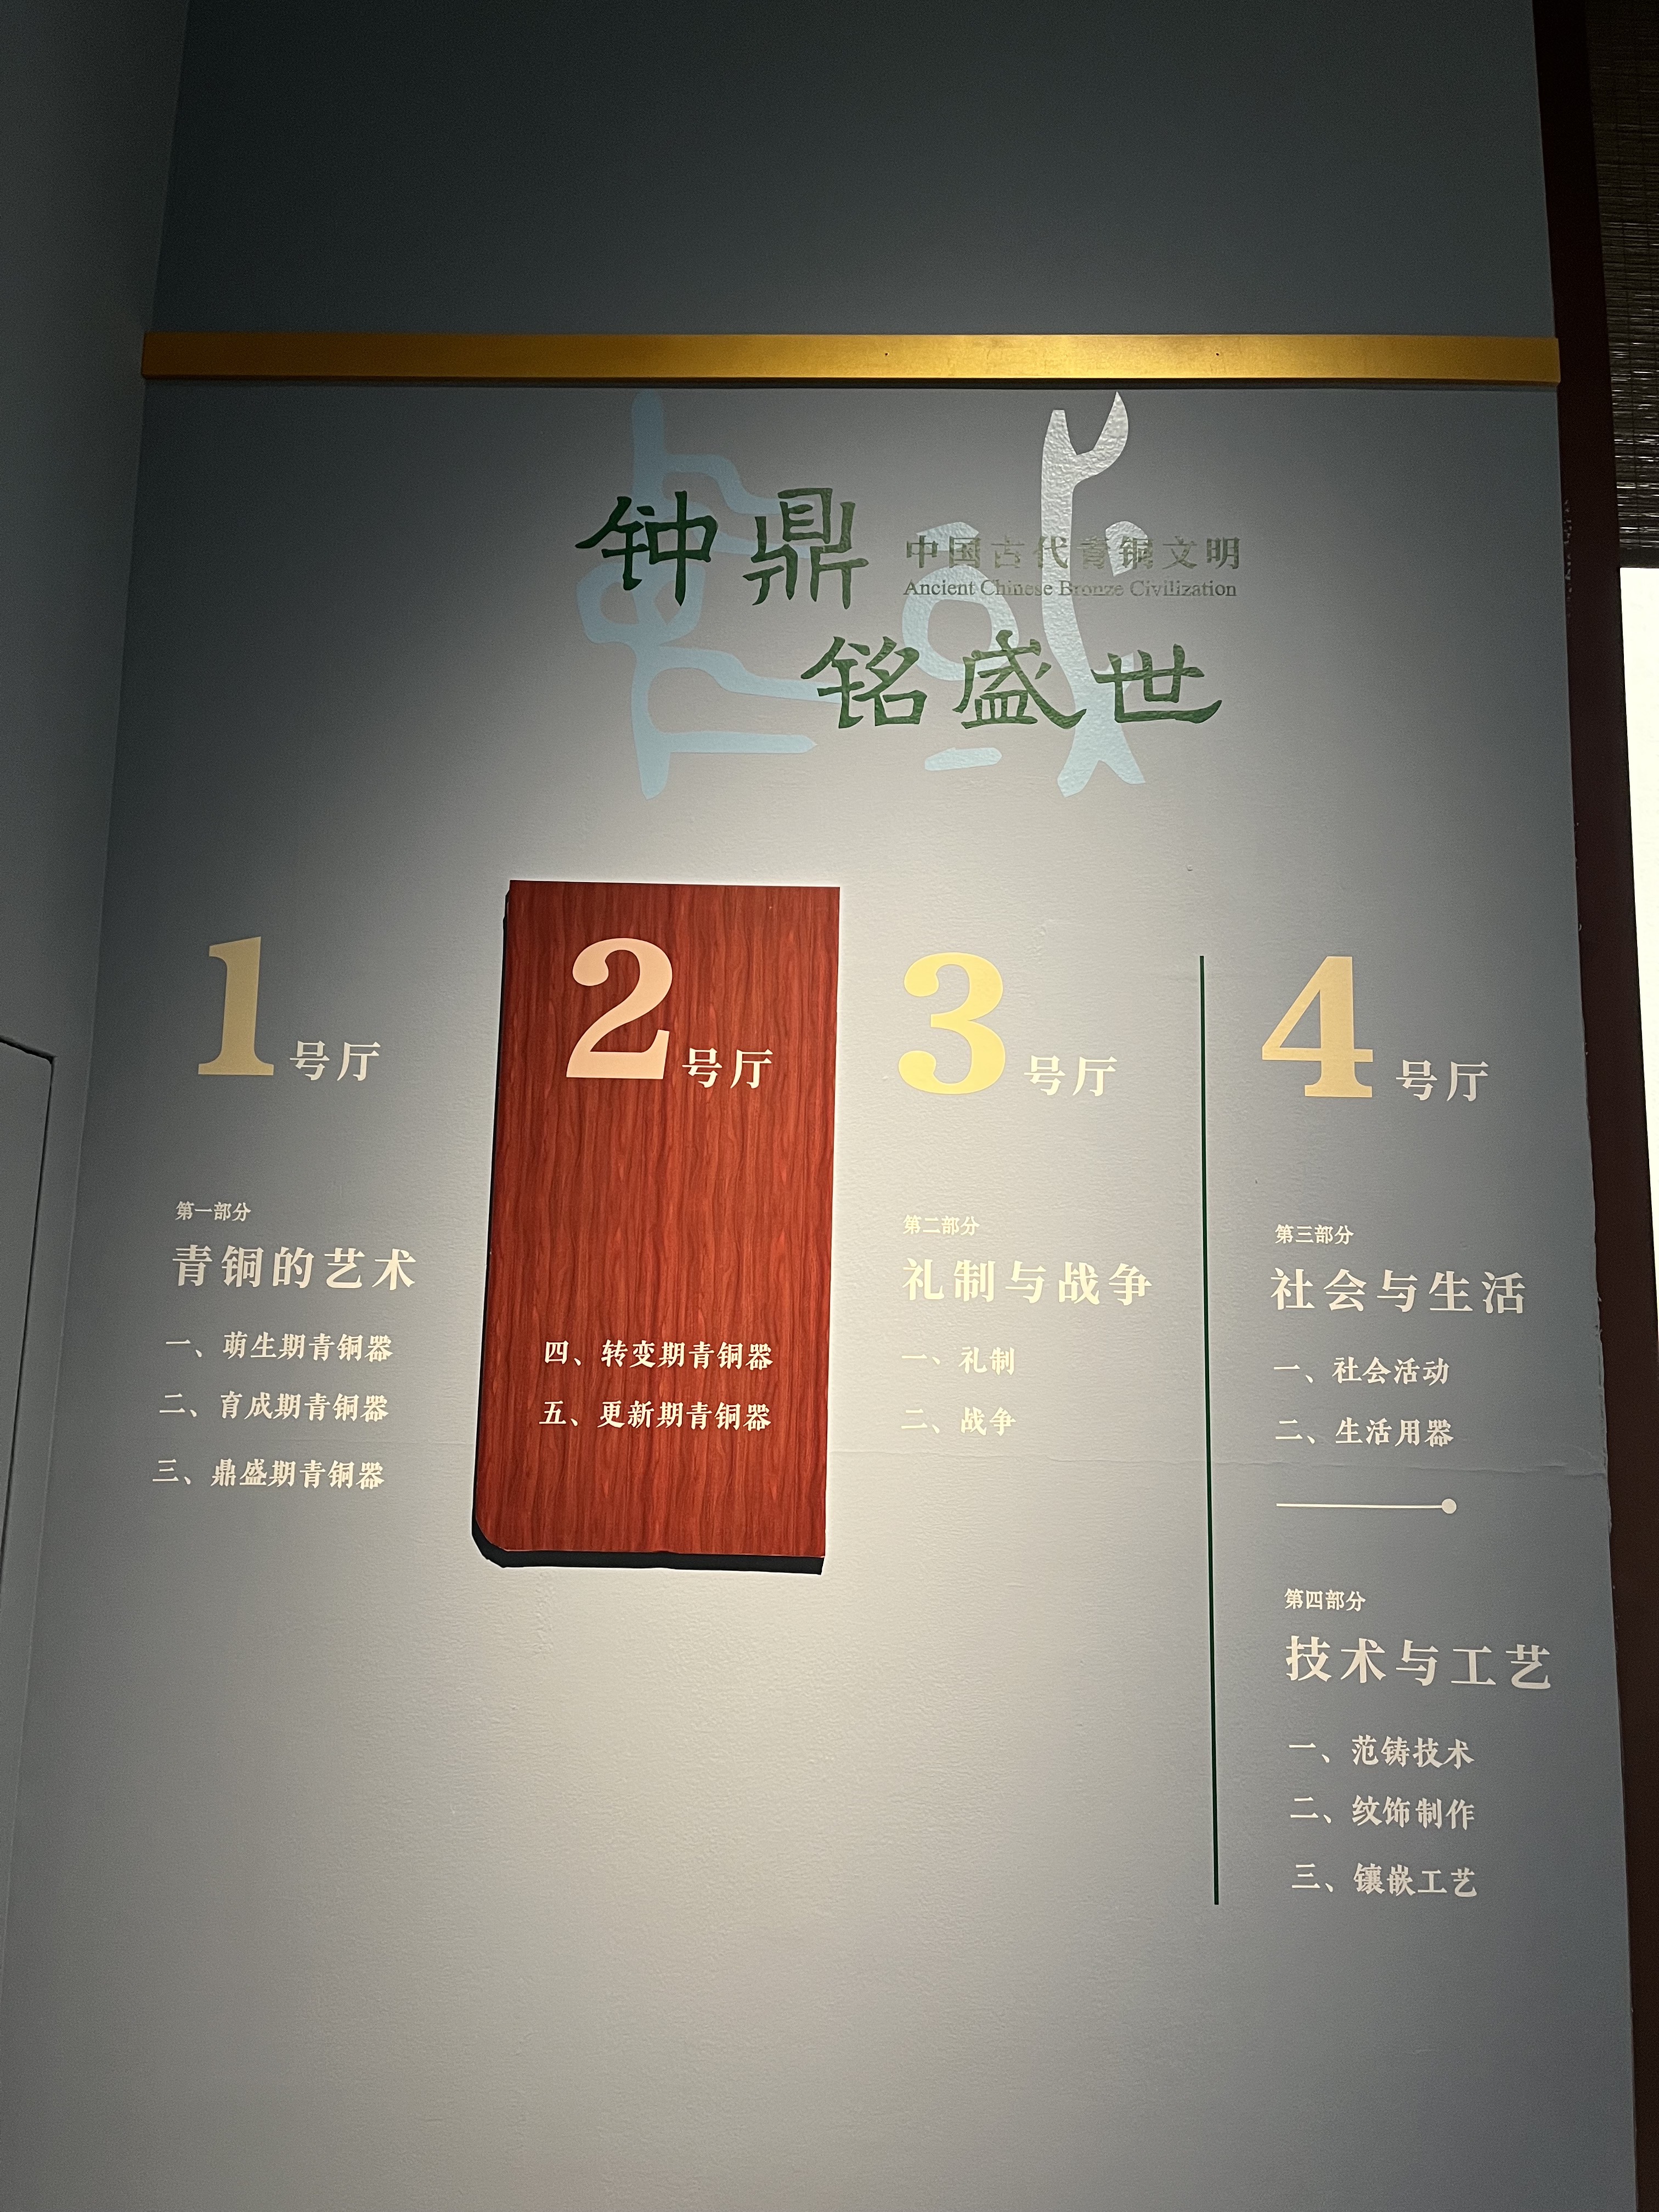 钟鼎
中国古代青铜文明
Ancient Chinese Bronze Civilization
铭盛世
1号厅
第一部分
青铜的艺术
一、萌生期青铜器
二、育成期青铜器
三、鼎盛期青铜器
2号厅
四、转变期青铜器
五、更新期青铜器
3号厅
第二部分
礼制与战争
一、礼制
二、战争
4号厅
第三部分
社会与生活
一、社会活动
二、生活用器
第四部分
技术与工艺
一、范铸技术
二、纹饰制作
三、镶嵌工艺